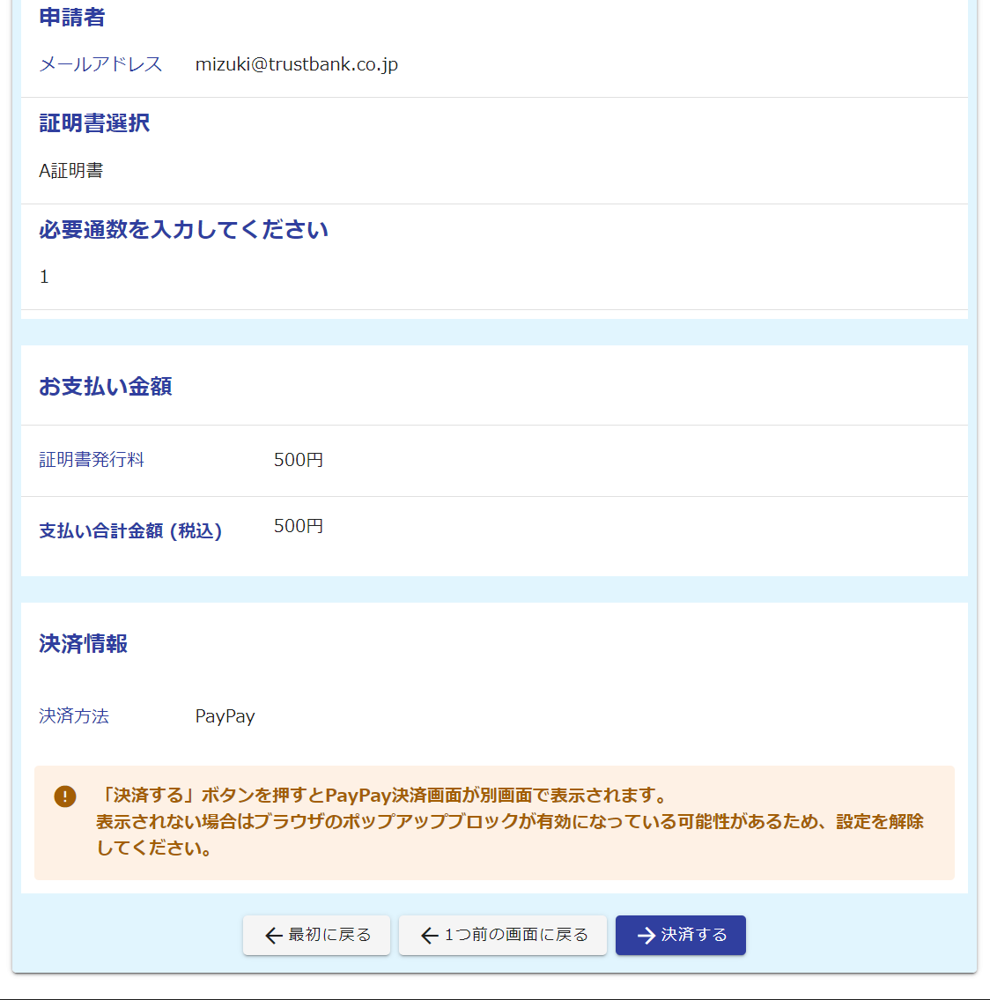 申請者
メールアドレス mizuki@trustbank.co.jp
証明書選択
A証明書
必要通数を入力してください
1
お支払い金額
証明書発行料 500円
支払い合計金額 (税込) 500円
決済情報
決済方法 PayPay
「決済する」ボタンを押すとPayPay決済画面が別画面で表示されます。
表示されない場合はブラウザのポップアップブロックが有効になっている可能性があるため、設定を解除
してください。
←最初に戻る ←1つ前の画面に戻る →決済する